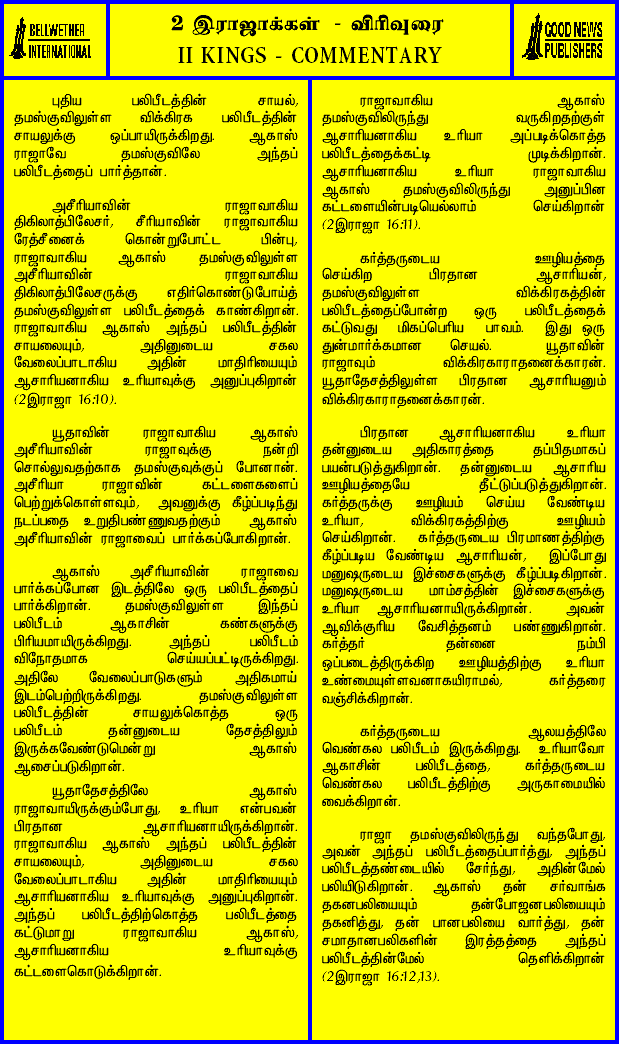 BELLWETHER
INTERNATIONAL
2 இராஜாக்கள் - விரிவுரை
II KINGS - COMMENTARY
GOOD NEWS
PUBLISHERS
புதிய பலிபீடத்தின் சாயல்,
தமஸ்குவிலுள்ள விக்கிரக பலிபீடத்தின்
சாயலுக்கு ஒப்பாயிருக்கிறது. ஆகாஸ்
ராஜாவே தமஸ்குவிலே அந்தப்
பலிபீடத்தைப் பார்த்தான்.
அசீரியாவின் ராஜாவாகிய
திகிலாத்பிலேசர், சீரியாவின் ராஜாவாகிய
ரேத்சீனைக் கொன்றுபோட்ட பின்பு,
ராஜாவாகிய ஆகாஸ் தமஸ்குவிலுள்ள
அசீரியாவின் ராஜாவாகிய
திகிலாத்பிலேசருக்கு எதிர்கொண்டுபோய்த்
தமஸ்குவிலுள்ள பலிபீடத்தைக் காண்கிறான்.
ராஜாவாகிய ஆகாஸ் அந்தப் பலிபீடத்தின்
சாயலையும், அதினுடைய சகல
வேலைப்பாடாகிய அதின் மாதிரியையும்
ஆசாரியனாகிய உரியாவுக்கு அனுப்புகிறான்
(2இராஜா 16:10).
யூதாவின் ராஜாவாகிய ஆகாஸ்
அசீரியாவின் ராஜாவுக்கு நன்றி
சொல்லுவதற்காக தமஸ்குவுக்குப் போனான்.
அசீரியா ராஜாவின் கட்டளைகளைப்
பெற்றுக்கொள்ளவும், அவனுக்கு கீழ்ப்படிந்து
நடப்பதை உறுதிபண்ணுவதற்கும் ஆகாஸ்
அசீரியாவின் ராஜாவைப் பார்க்கப்போகிறான்.
ஆகாஸ் அசீரியாவின் ராஜாவை
பார்க்கப்போன இடத்திலே ஒரு பலிபீடத்தைப்
பார்க்கிறான். தமஸ்குவிலுள்ள இந்தப்
பலிபீடம் ஆகாசின் கண்களுக்கு
பிரியமாயிருக்கிறது. அந்தப் பலிபீடம்
விநோதமாக செய்யப்பட்டிருக்கிறது.
அதிலே வேலைப்பாடுகளும் அதிகமாய்
இடம்பெற்றிருக்கிறது. தமஸ்குவிலுள்ள
பலிபீடத்தின் சாயலுக்கொத்த ஒரு
பலிபீடம் தன்னுடைய தேசத்திலும்
இருக்கவேண்டுமென்று ஆகாஸ்
ஆசைப்படுகிறான்.
யூதாதேசத்திலே ஆகாஸ்
ராஜாவாயிருக்கும்போது, உரியா என்பவன்
பிரதான ஆசாரியனாயிருக்கிறான்.
ராஜாவாகிய ஆகாஸ் அந்தப் பலிபீடத்தின்
சாயலையும், அதினுடைய சகல
வேலைப்பாடாகிய அதின் மாதிரியையும்
ஆசாரியனாகிய உரியாவுக்கு அனுப்புகிறான்.
அந்தப் பலிபீடத்திற்கொத்த பலிபீடத்தை
கட்டுமாறு ராஜாவாகிய ஆகாஸ்,
ஆசாரியனாகிய உரியாவுக்கு
கட்டளைகொடுக்கிறான்.
ராஜாவாகிய ஆகாஸ்
தமஸ்குவிலிருந்து வருகிறதற்குள்
ஆசாரியனாகிய உரியா அப்படிக்கொத்த
பலிபீடத்தைக்கட்டி முடிக்கிறான்.
ஆசாரியனாகிய உரியா ராஜாவாகிய
ஆகாஸ் தமஸ்குவிலிருந்து அனுப்பின
கட்டளையின்படியெல்லாம் செய்கிறான்
(2இராஜா 16:11).
கர்த்தருடைய ஊழியத்தை
செய்கிற பிரதான ஆசாரியன்,
தமஸ்குவிலுள்ள விக்கிரகத்தின்
பலிபீடத்தைப்போன்ற ஒரு பலிபீடத்தைக்
கட்டுவது மிகப்பெரிய பாவம். இது ஒரு
துன்மார்க்கமான செயல். யூதாவின்
ராஜாவும் விக்கிரகாராதனைக்காரன்.
யூதாதேசத்திலுள்ள பிரதான ஆசாரியனும்
விக்கிரகாராதனைக்காரன்.
பிரதான ஆசாரியனாகிய உரியா
தன்னுடைய அதிகாரத்தை தப்பிதமாகப்
பயன்படுத்துகிறான். தன்னுடைய ஆசாரிய
ஊழியத்தையே தீட்டுப்படுத்துகிறான்.
கர்த்தருக்கு ஊழியம் செய்ய வேண்டிய
உரியா, விக்கிரகத்திற்கு ஊழியம்
செய்கிறான். கர்த்தருடைய பிரமாணத்திற்கு
கீழ்ப்படிய வேண்டிய ஆசாரியன், இப்போது
மனுஷருடைய இச்சைகளுக்கு கீழ்ப்படிகிறான்.
மனுஷருடைய மாம்சத்தின் இச்சைகளுக்கு
உரியா ஆசாரியனாயிருக்கிறான். அவன்
ஆவிக்குரிய வேசித்தனம் பண்ணுகிறான்.
கர்த்தர் தன்னை நம்பி
ஒப்படைத்திருக்கிற ஊழியத்திற்கு உரியா
உண்மையுள்ளவனாகயிராமல், கர்த்தரை
வஞ்சிக்கிறான்.
கர்த்தருடைய ஆலயத்திலே
வெண்கல பலிபீடம் இருக்கிறது. உரியாவோ
ஆகாசின் பலிபீடத்தை, கர்த்தருடைய
வெண்கல பலிபீடத்திற்கு அருகாமையில்
வைக்கிறான்.
ராஜா தமஸ்குவிலிருந்து வந்தபோது,
அவன் அந்தப் பலிபீடத்தைப்பார்த்து, அந்தப்
பலிபீடத்தண்டையில் சேர்ந்து, அதின்மேல்
பலியிடுகிறான். ஆகாஸ் தன் சர்வாங்க
தகனபலியையும் தன்போஜனபலியையும்
தகனித்து, தன் பானபலியை வார்த்து, தன்
சமாதானபலிகளின் இரத்தத்தை அந்தப்
பலிபீடத்தின்மேல் தெளிக்கிறான்
(2இராஜா 16:12,13).